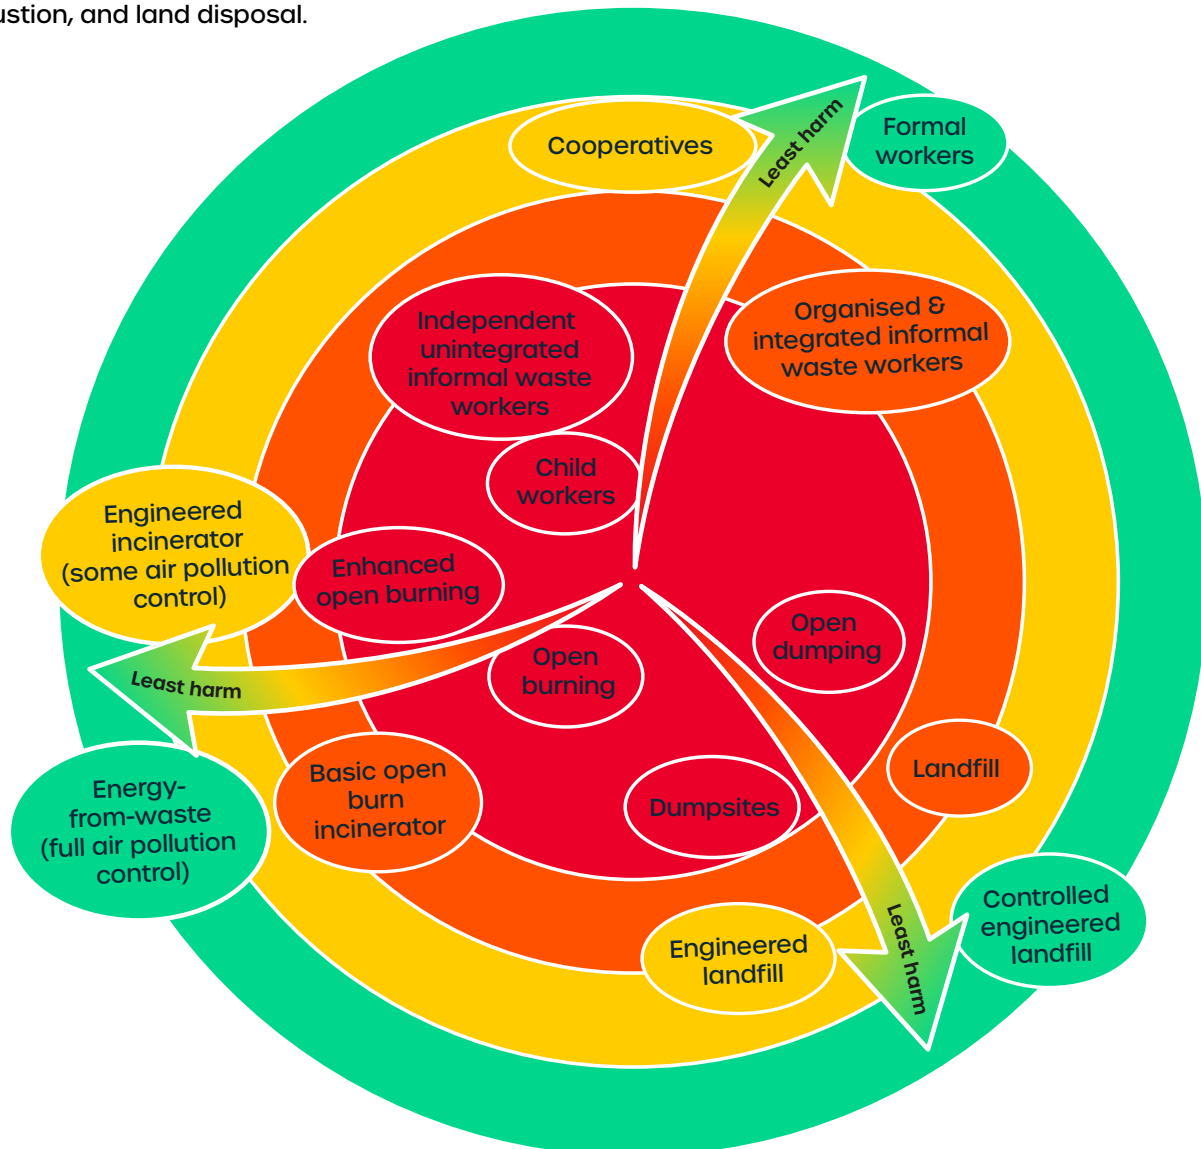 ustion, and land disposal.
Cooperatives
Least harm
Formal
workers
Independent
unintegrated
informal waste
workers
Organised &
integrated informal
waste workers
Child
workers
Engineered
incinerator
(some air pollution
control)
Enhanced
open burning
Least harm
Open
burning
Open
dumping
Energy-
from-waste
(full air pollution
control)
Basic open
burn
incinerator
Dumpsites
Landfill
Engineered
landfill
Least harm
Controlled
engineered
landfill